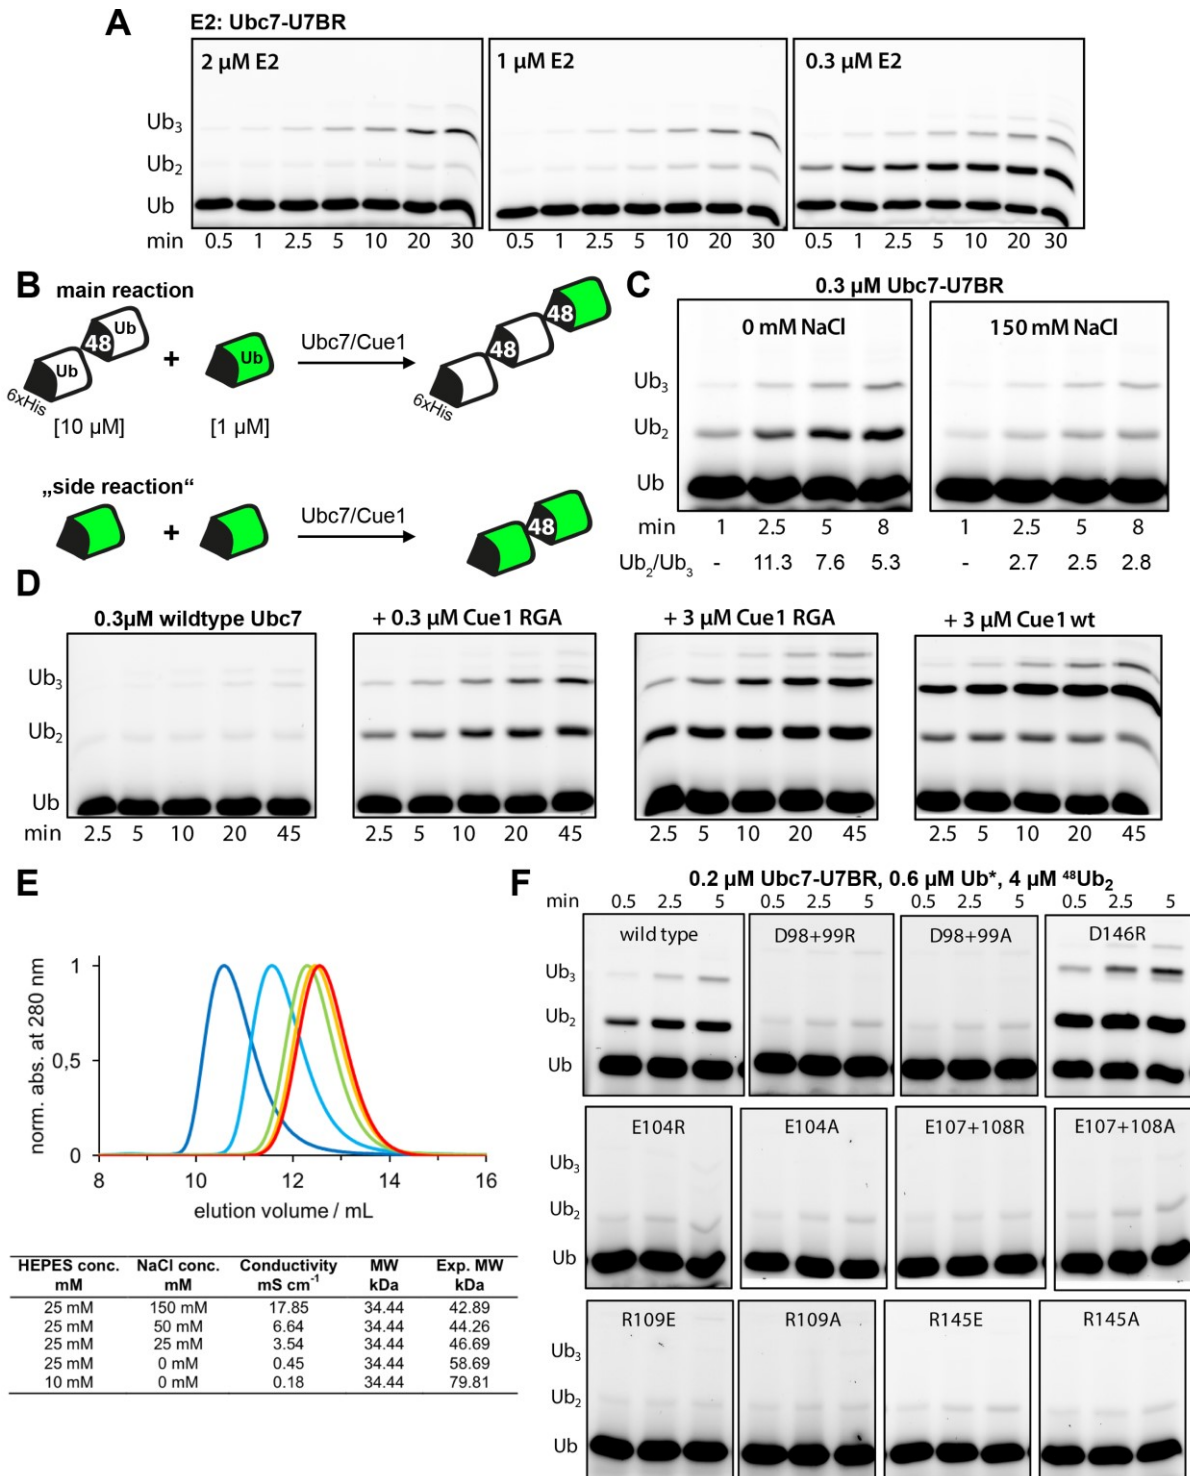 A
E2: Ubc7-U7BR
2 µM E2
1 µM E2
0.3 µM E2
Ub3
Ub2
Ub
min 0.5 1 2.5 5 10 20 30 0.5 1 2.5 5 10 20 30 0.5 1 2.5 5 10 20 30
B
main reaction
48
Ub
Ub
6xHis
[10 µM]
+
Ub
[1 µM]
Ubc7/Cue1
48
48
6xHis
„side reaction“
+
Ubc7/Cue1
48
C
0.3 µM Ubc7-U7BR
0 mM NaCl
150 mM NaCl
Ub3
Ub2
Ub
min 1 2.5 5 8 1 2.5 5 8
Ub2/Ub3 - 11.3 7.6 5.3 - 2.7 2.5 2.8
D
0.3µM wildtype Ubc7
+ 0.3 µM Cue1 RGA
+ 3 µM Cue1 RGA
+ 3 µM Cue1 wt
Ub3
Ub2
Ub
min 2.5 5 10 20 45 2.5 5 10 20 45 2.5 5 10 20 45 2.5 5 10 20 45
E
norm. abs. at 280 nm
1
0,5
0
8 10 12 14 16
elution volume / mL
HEPES conc. NaCl conc. Conductivity MW Exp. MW
mM mM mS cm⁻¹ kDa kDa
25 mM 150 mM 17.85 34.44 42.89
25 mM 50 mM 6.64 34.44 44.26
25 mM 25 mM 3.54 34.44 46.69
25 mM 0 mM 0.45 34.44 58.69
10 mM 0 mM 0.18 34.44 79.81
F
0.2 µM Ubc7-U7BR, 0.6 µM Ub*, 4 µM ⁴⁸Ub2
min 0.5 2.5 5 0.5 2.5 5 0.5 2.5 5 0.5 2.5 5
wild type
D98+99R
D98+99A
D146R
Ub3
Ub2
Ub
E104R
E104A
E107+108R
E107+108A
Ub3
Ub2
Ub
R109E
R109A
R145E
R145A
Ub3
Ub2
Ub